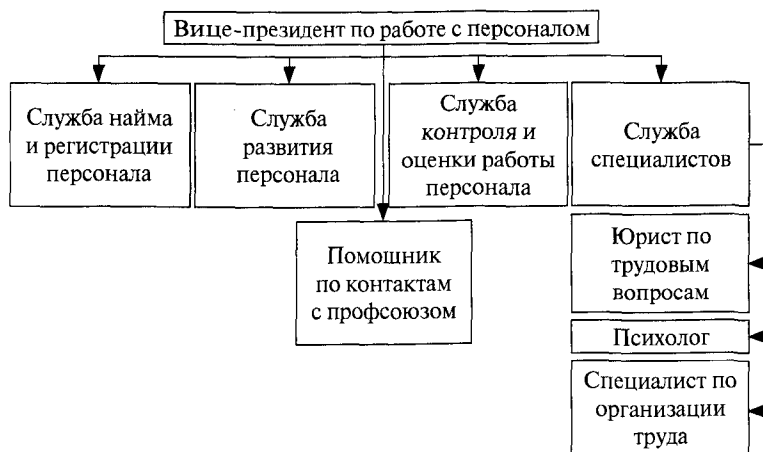 Вице-президент по работе с персоналом
Служба найма
и регистрации
персонала
Служба
развития
персонала
Служба
контроля и
оценки работы
персонала
Служба
специалистов
Помощник
по контактам
с профсоюзом
Юрист по
трудовым
вопросам
Психолог
Специалист по
организации
труда